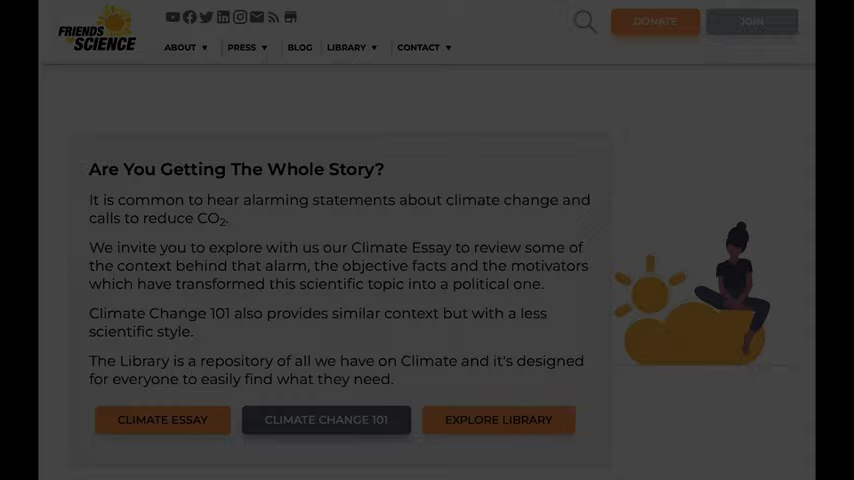 FRIENDS
OF SCIENCE
DONATE
JOIN
ABOUT ▼
PRESS ▼
BLOG
LIBRARY ▼
CONTACT ▼
Are You Getting The Whole Story?
It is common to hear alarming statements about climate change and
calls to reduce CO₂.
We invite you to explore with us our Climate Essay to review some of
the context behind that alarm, the objective facts and the motivators
which have transformed this scientific topic into a political one.
Climate Change 101 also provides similar context but with a less
scientific style.
The Library is a repository of all we have on Climate and it's designed
for everyone to easily find what they need.
CLIMATE ESSAY
CLIMATE CHANGE 101
EXPLORE LIBRARY